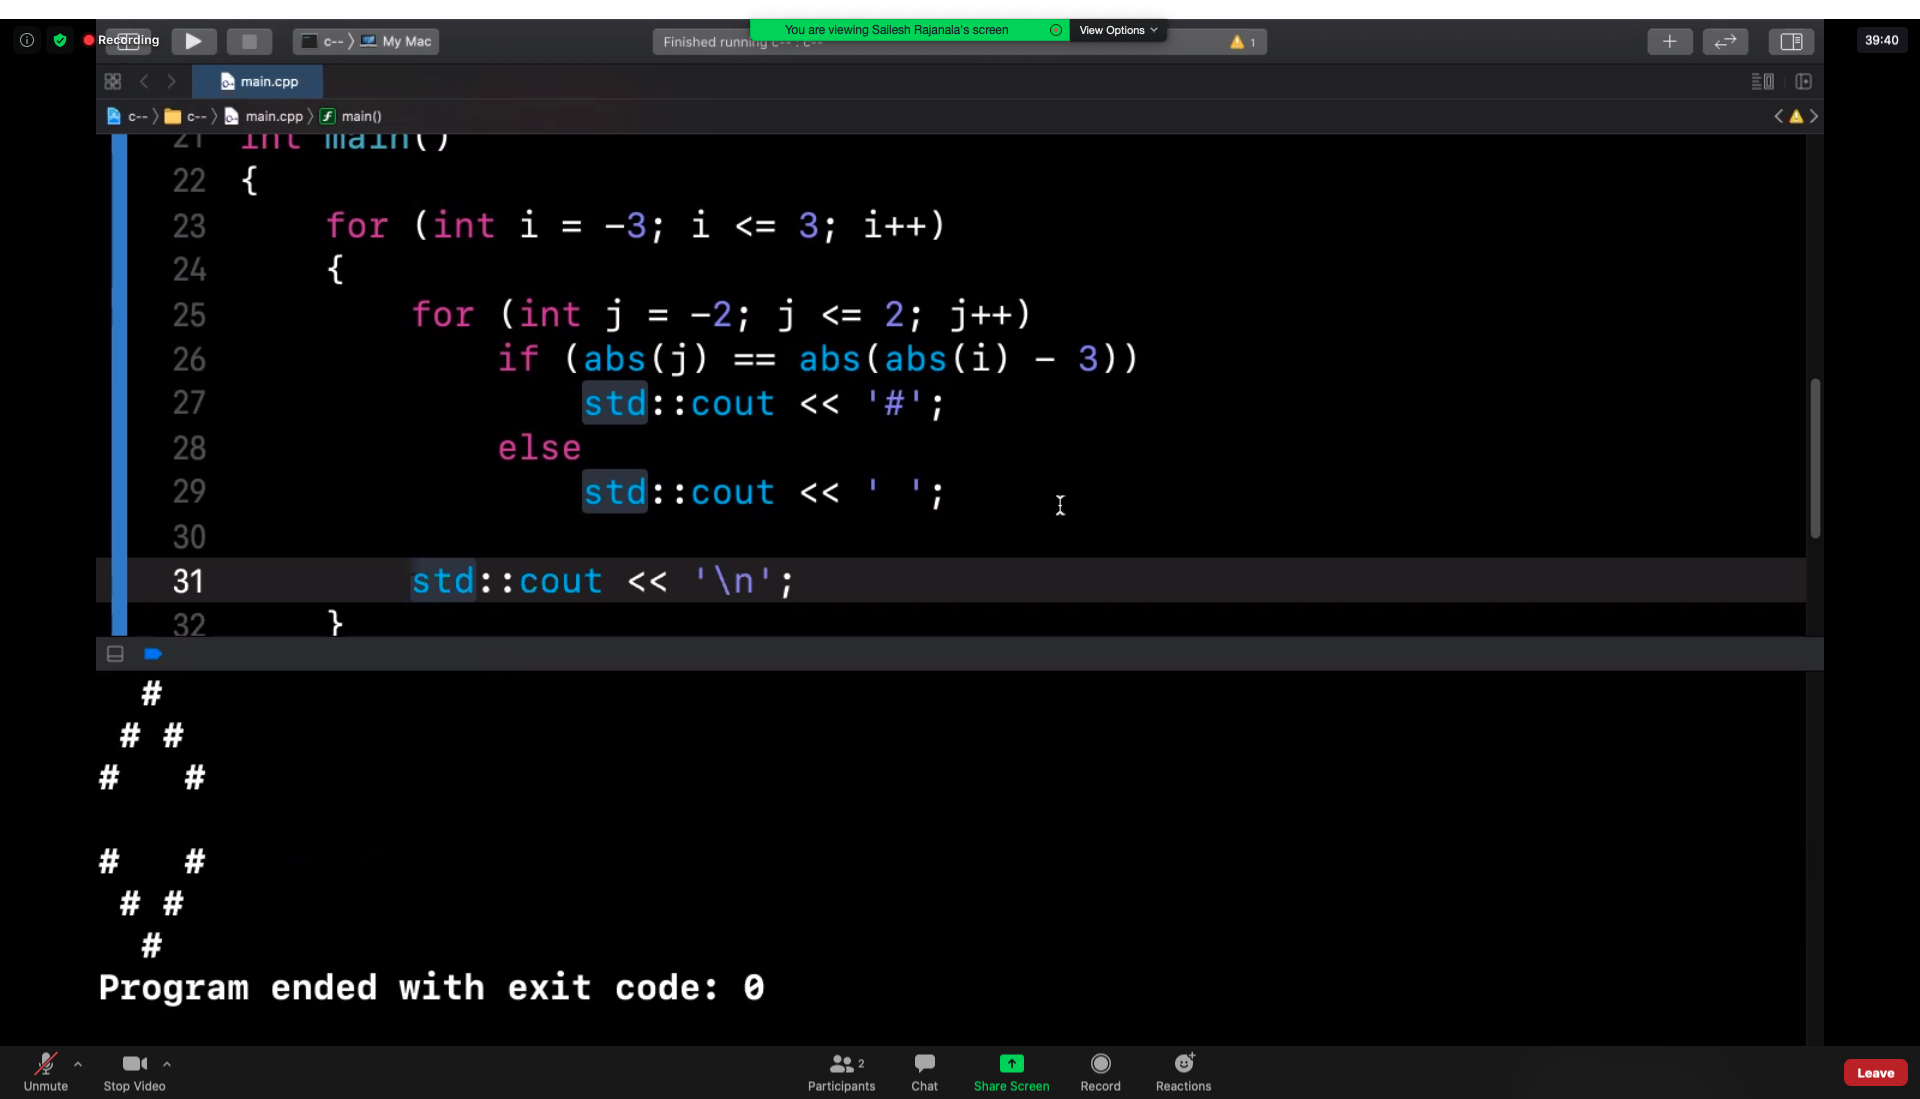 You are viewing Sailesh Rajanala's screen
View Options
Recording
c-- 〉 My Mac
Finished running c-- : c--
1
39:40
main.cpp
c-- 〉 c-- 〉 main.cpp 〉 main()
21 int main()
22 {
23 for (int i = -3; i <= 3; i++)
24 {
25 for (int j = -2; j <= 2; j++)
26 if (abs(j) == abs(abs(i) - 3))
27 std::cout << '#';
28 else
29 std::cout << ' ';
30
31 std::cout << '\n';
32 }
  #
 # #
#   #

#   #
 # #
  #
Program ended with exit code: 0
Unmute
Stop Video
Participants 2
Chat
Share Screen
Record
Reactions
Leave